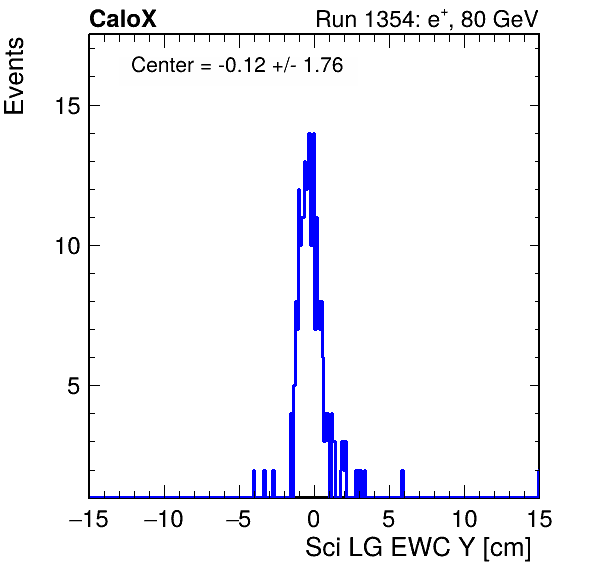 CaloX Run 1354: e⁺, 80 GeV
Center = -0.12 +/- 1.76
Events
15
10
5
−15 −10 −5 0 5 10 15
Sci LG EWC Y [cm]